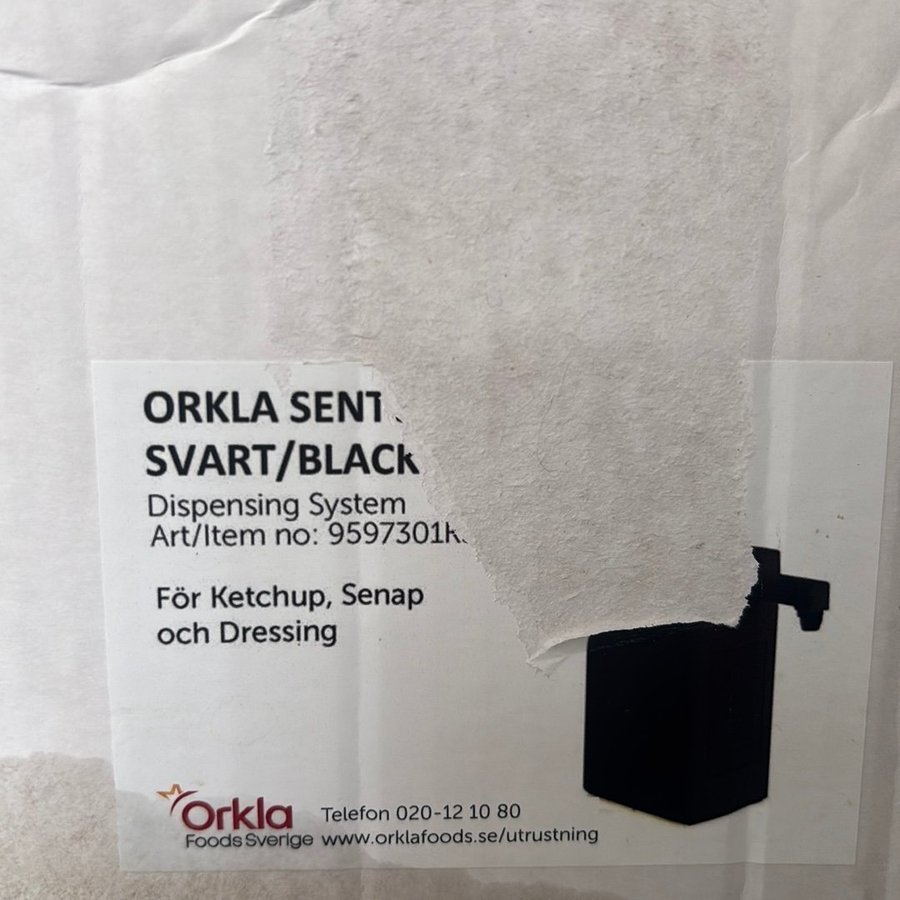 ORKLA SENT
SVART/BLACK
Dispensing System
Art/Item no: 9597301
För Ketchup, Senap
och Dressing
Orkla
Foods Sverige
Telefon 020-12 10 80
www.orklafoods.se/utrustning